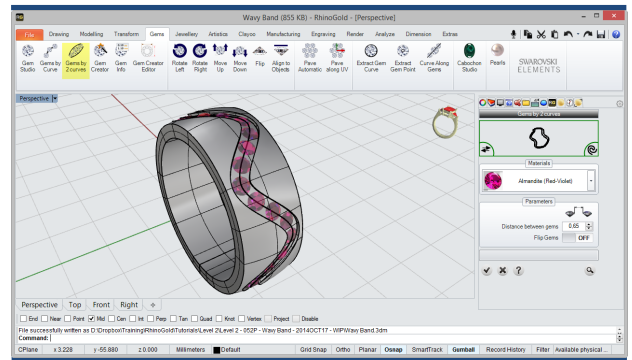 Wavy Band (855 KB) - RhinoGold - [Perspective]
File Drawing Modelling Transform Gems Jewellery Artistics Clayoo Manufacturing Engraving Render Analyze Dimension Extras
Gem Studio Gems by Curve Gems by 2 curves Gem Creator Gem Info Gem Creator Editor Rotate Left Rotate Right Move Up Move Down Flip Align to Objects Pave Automatic Pave along UV Extract Gem Curve Extract Gem Point Curve Along Gems Cabochon Studio Pearls SWAROVSKI ELEMENTS
Perspective
Gems by 2 curves
Materials
Almandita (Red-Violet)
Parameters
Distance between gems 0,65
Flip Gems OFF
Perspective Top Front Right
End Near Point Mid Cen Int Perp Tan Quad Knot Vertex Project Disable
File successfully written as D:\Dropbox\Training\RhinoGold\Tutorials\Level 2\Level 2 - 052P - Wavy Band - 2014OCT17 - WIP\Wavy Band.3dm
Command:
CPlane x 3.228 y -55.880 z 0.000 Millimeters Default Grid Snap Ortho Planar Osnap SmartTrack Gumball Record History Filter Available physical ...